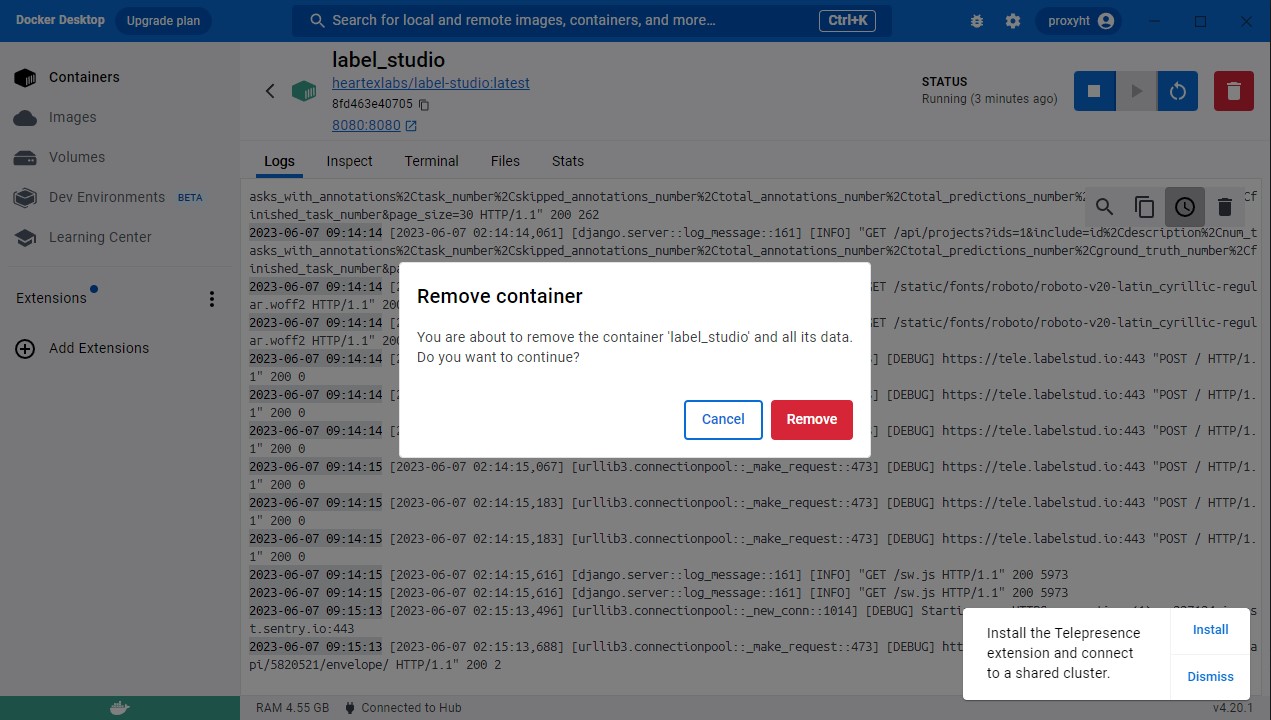 Docker Desktop
Upgrade plan
Search for local and remote images, containers, and more...
Ctrl+K
proxyht
Containers
Images
Volumes
Dev Environments BETA
Learning Center
Extensions
Add Extensions
label_studio
heartexlabs/label-studio:latest
8fd463e40705
8080:8080
STATUS
Running (3 minutes ago)
Logs
Inspect
Terminal
Files
Stats
asks_with_annotations%2Ctask_number%2Cskipped_annotations_number%2Ctotal_annotations_number%2Ctotal_predictions_number%2
inished_task_number&page_size=30 HTTP/1.1" 200 262
2023-06-07 09:14:14 [2023-06-07 02:14:14,061] [django.server::log_message::161] [INFO] "GET /api/projects?ids=1&include=id%2Cdescription%2Cnum_t
asks_with_annotations%2Ctask_number%2Cskipped_annotations_number%2Ctotal_annotations_number%2Ctotal_predictions_number%2Cground_truth_number%2Cf
inished_task_number&pa
2023-06-07 09:14:14 [2 GET /static/fonts/roboto/roboto-v20-latin_cyrillic-regul
ar.woff2 HTTP/1.1" 20
2023-06-07 09:14:14 [2 GET /static/fonts/roboto/roboto-v20-latin_cyrillic-regul
ar.woff2 HTTP/1.1" 20
2023-06-07 09:14:14 [2 [DEBUG] https://tele.labelstud.io:443 "POST / HTTP/1.
1" 200 0
2023-06-07 09:14:14 [2 [DEBUG] https://tele.labelstud.io:443 "POST / HTTP/1.
1" 200 0
2023-06-07 09:14:14 [2 [DEBUG] https://tele.labelstud.io:443 "POST / HTTP/1.
1" 200 0
2023-06-07 09:14:15 [2023-06-07 02:14:15,067] [urllib3.connectionpool::_make_request::473] [DEBUG] https://tele.labelstud.io:443 "POST / HTTP/1.
1" 200 0
2023-06-07 09:14:15 [2023-06-07 02:14:15,183] [urllib3.connectionpool::_make_request::473] [DEBUG] https://tele.labelstud.io:443 "POST / HTTP/1.
1" 200 0
2023-06-07 09:14:15 [2023-06-07 02:14:15,183] [urllib3.connectionpool::_make_request::473] [DEBUG] https://tele.labelstud.io:443 "POST / HTTP/1.
1" 200 0
2023-06-07 09:14:15 [2023-06-07 02:14:15,616] [django.server::log_message::161] [INFO] "GET /sw.js HTTP/1.1" 200 5973
2023-06-07 09:14:15 [2023-06-07 02:14:15,616] [django.server::log_message::161] [INFO] "GET /sw.js HTTP/1.1" 200 5973
2023-06-07 09:15:13 [2023-06-07 02:15:13,496] [urllib3.connectionpool::_new_conn::1014] [DEBUG]
t.sentry.io:443
2023-06-07 09:15:13 [2023-06-07 02:15:13,688] [urllib3.connectionpool::_make_request::473] [DEBUG] htt
pi/5820521/envelope/ HTTP/1.1" 200 2
Remove container
You are about to remove the container 'label_studio' and all its data.
Do you want to continue?
Cancel
Remove
Install the Telepresence
extension and connect
to a shared cluster.
Install
Dismiss
RAM 4.55 GB
Connected to Hub
v4.20.1